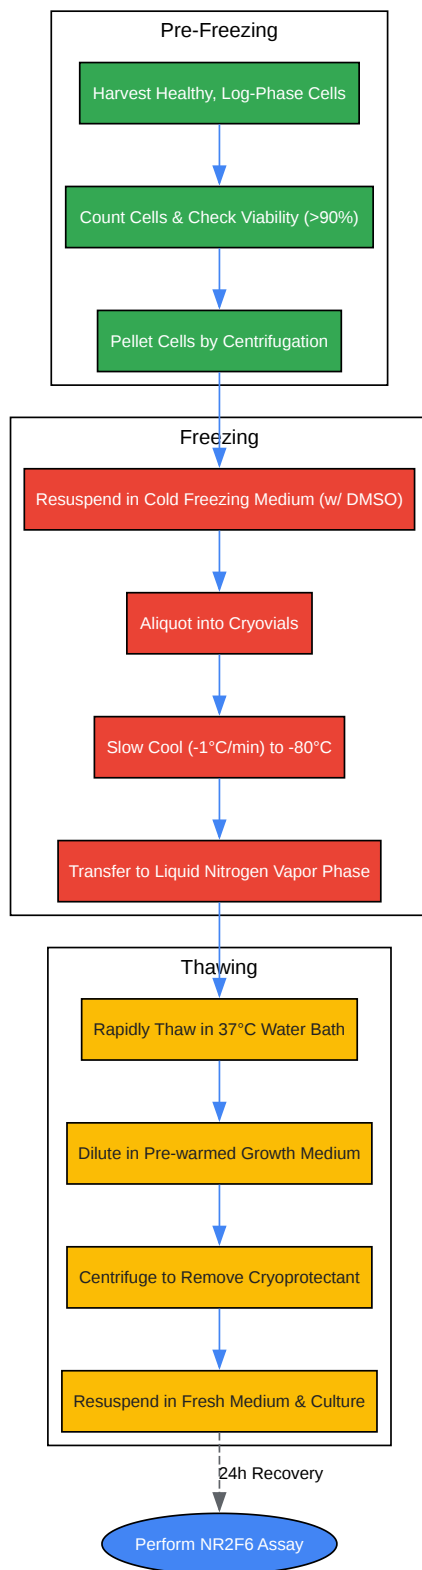 Pre-Freezing
Harvest Healthy, Log-Phase Cells
Count Cells & Check Viability (>90%)
Pellet Cells by Centrifugation
Freezing
Resuspend in Cold Freezing Medium (w/ DMSO)
Aliquot into Cryovials
Slow Cool (-1°C/min) to -80°C
Transfer to Liquid Nitrogen Vapor Phase
Thawing
Rapidly Thaw in 37°C Water Bath
Dilute in Pre-warmed Growth Medium
Centrifuge to Remove Cryoprotectant
Resuspend in Fresh Medium & Culture
24h Recovery
Perform NR2F6 Assay